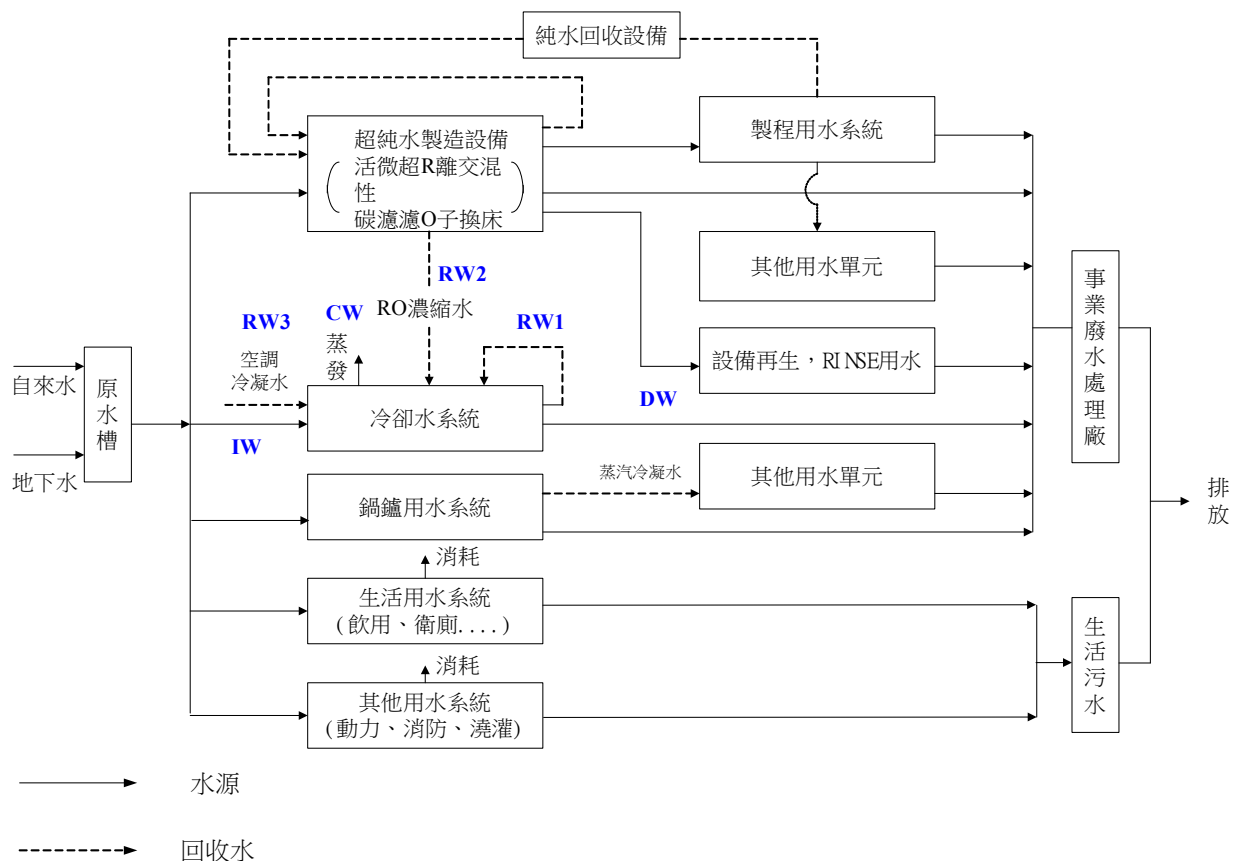 純水回收設備
超純水製造設備
活微超R離交混
性
碳濾濾O子換床
製程用水系統
其他用水單元
設備再生，RINSE用水
RW2
RO濃縮水
RW3
CW
RW1
空調
冷凝水
蒸發
冷卻水系統
DW
IW
自來水
地下水
原水槽
鍋鑪用水系統
蒸汽冷凝水
其他用水單元
消耗
生活用水系統
(飲用、衛廁....)
消耗
其他用水系統
(動力、消防、澆灌)
事業廢水處理廠
生活污水
排放
水源
回收水